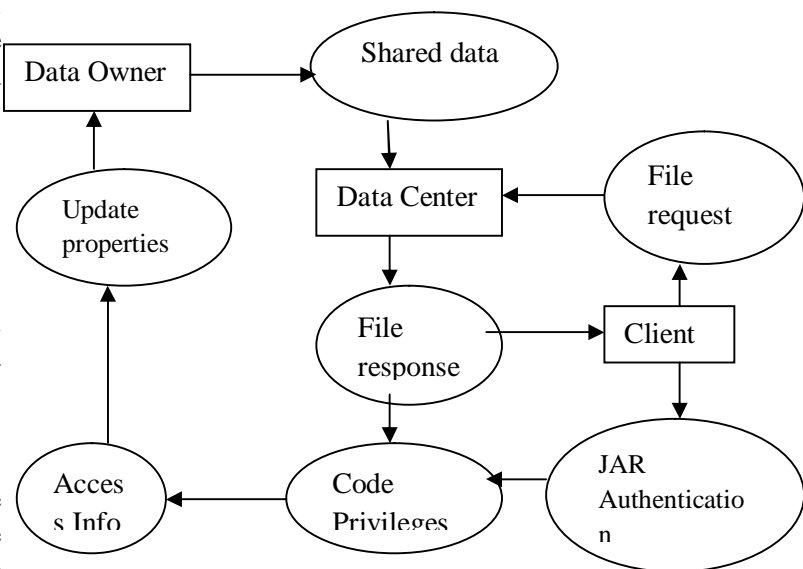 Shared data
Data Owner
Data Center
File
request
Update
properties
File
response
Client
Acces
s Info
Code
Privileges
JAR
Authenticatio
n